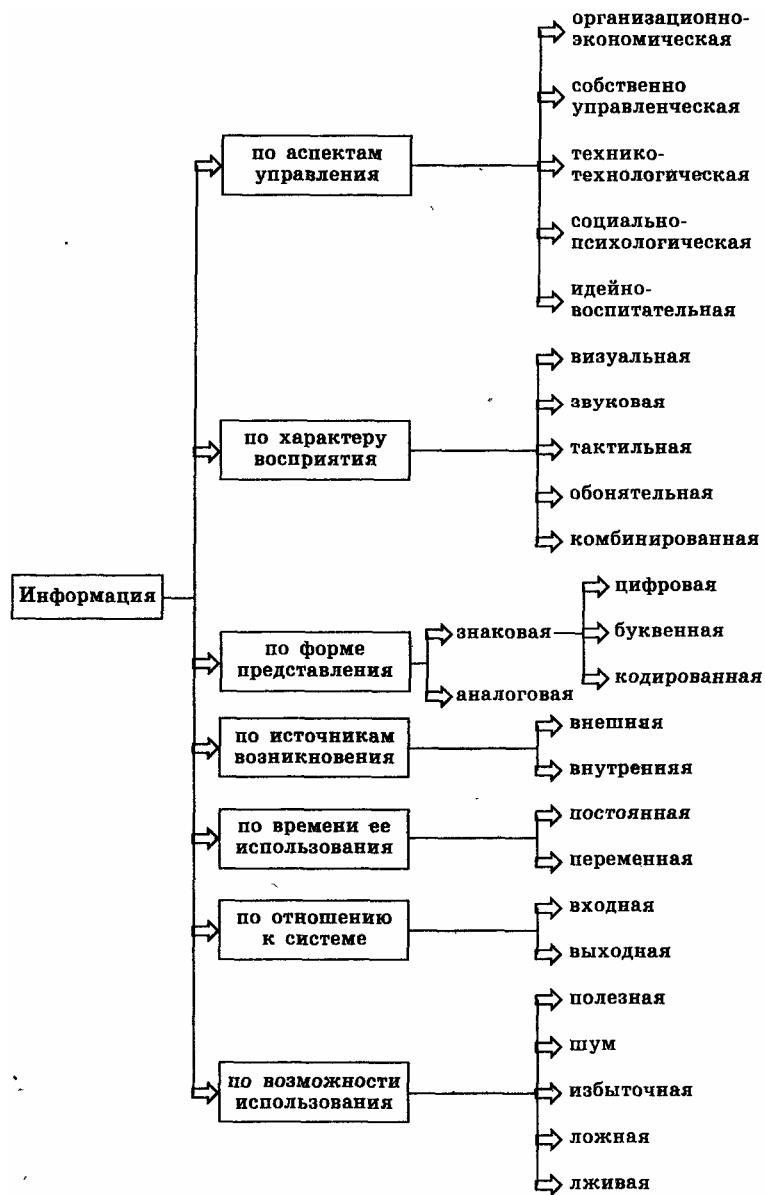 организационно-
экономическая
собственно
управленческая
по аспектам
управления
технико-
технологическая
социально-
психологическая
идейно-
воспитательная
визуальная
звуковая
по характеру
восприятия
тактильная
обонятельная
комбинированная
Информация
по форме
представления
знаковая
аналоговая
цифровая
буквенная
кодированная
по источникам
возникновения
внешняя
внутренняя
по времени ее
использования
постоянная
переменная
по отношению
к системе
входная
выходная
по возможности
использования
полезная
шум
избыточная
ложная
лживая